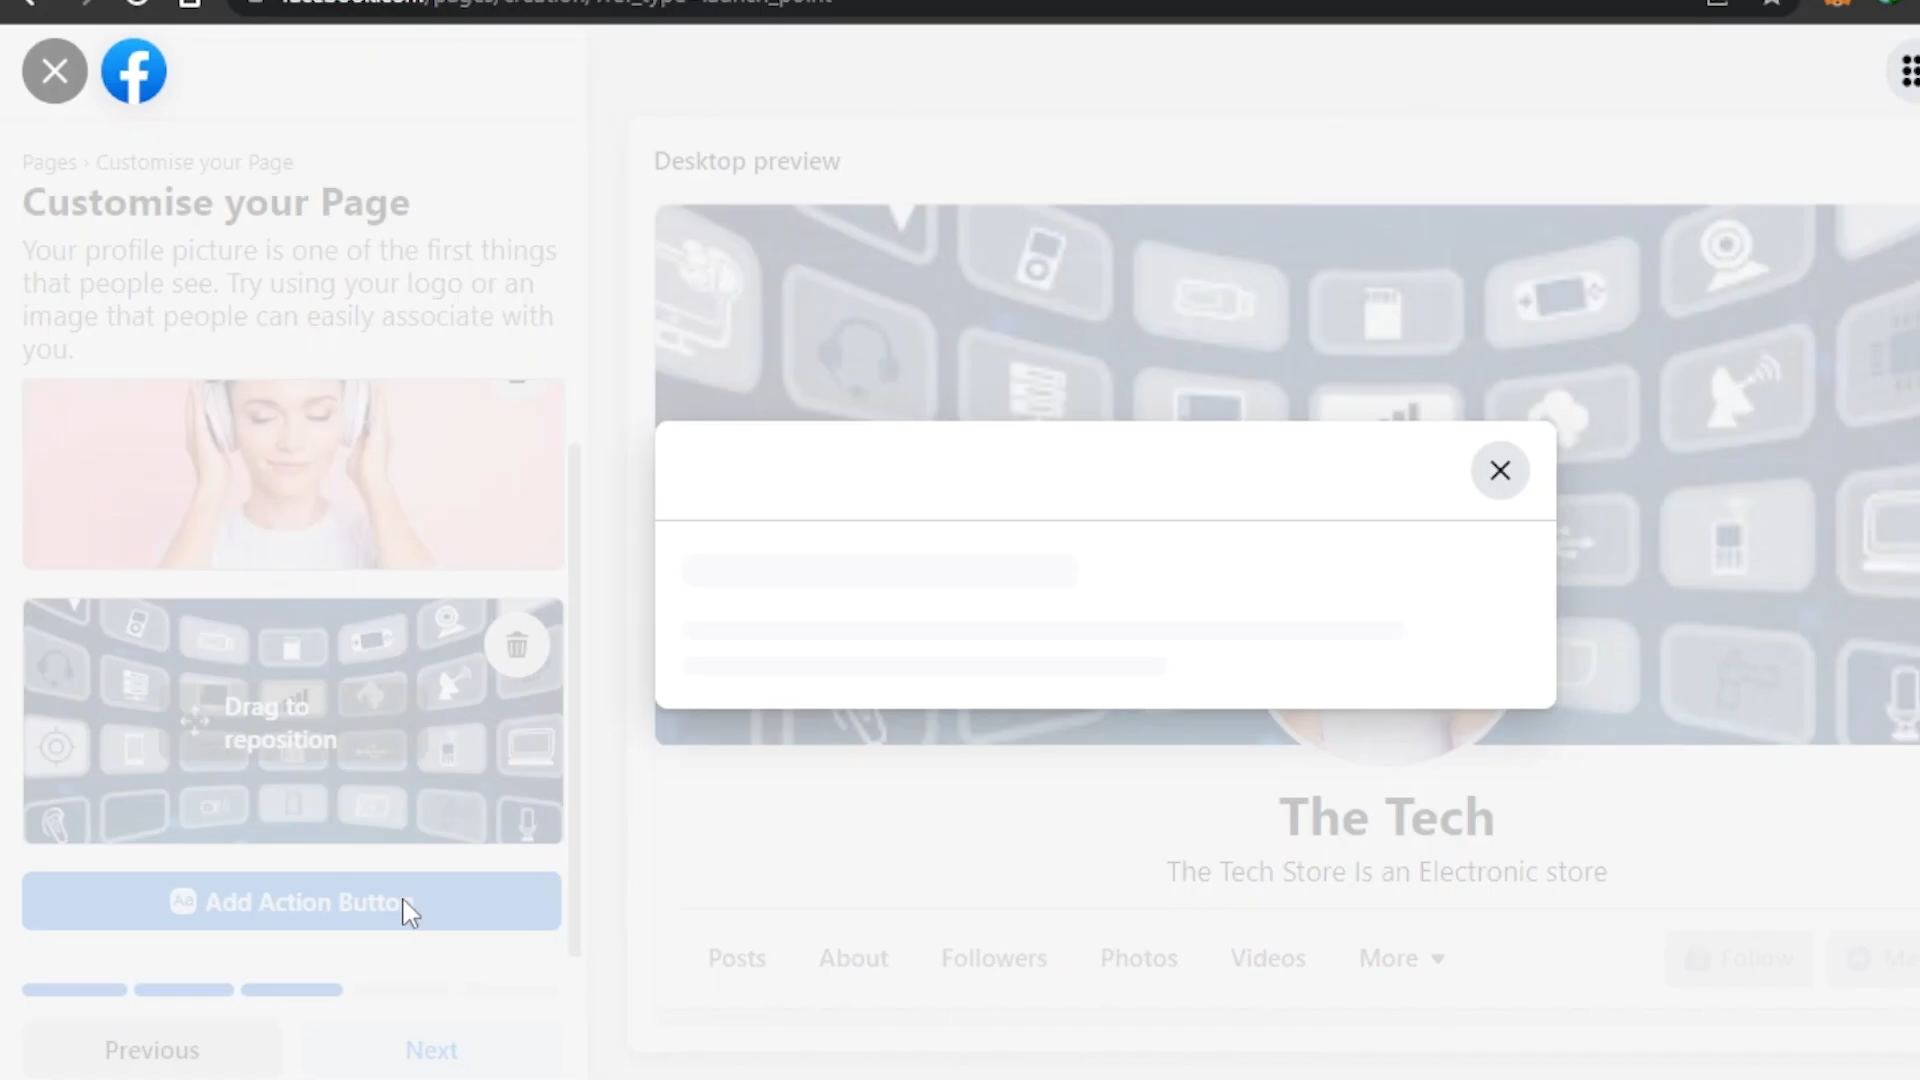 Pages › Customise your Page
Customise your Page
Your profile picture is one of the first things
that people see. Try using your logo or an
image that people can easily associate with
you.
Drag to
reposition
Aa Add Action Button
Previous
Next
Desktop preview
The Tech
The Tech Store Is an Electronic store
Posts
About
Followers
Photos
Videos
More
Follow